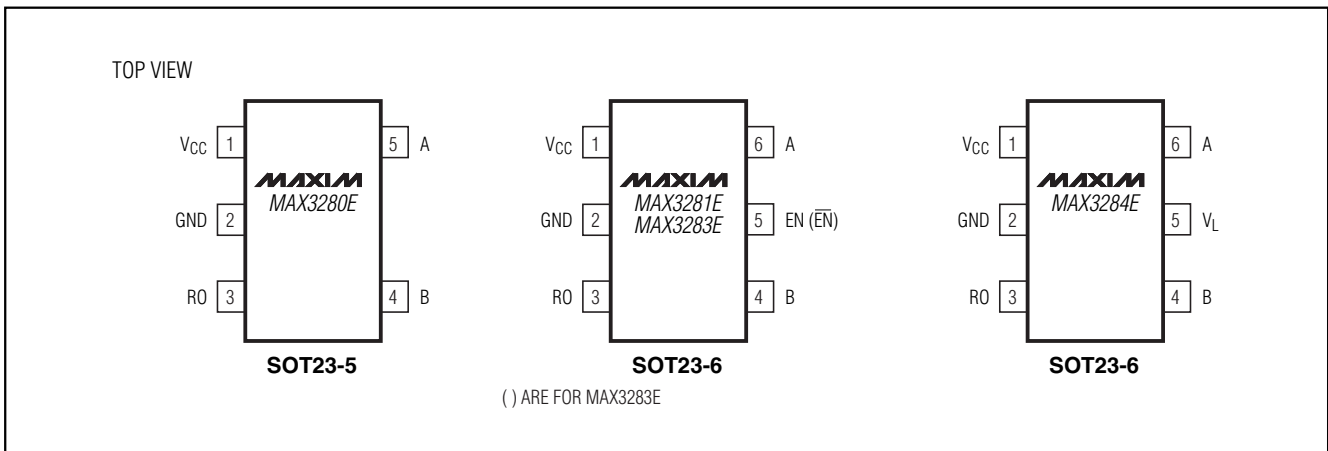 TOP VIEW
VCC 1
GND 2
RO 3
5 A
4 B
MAXIM
MAX3280E
SOT23-5
VCC 1
GND 2
RO 3
6 A
5 EN (E̅N̅)
4 B
MAXIM
MAX3281E
MAX3283E
SOT23-6
( ) ARE FOR MAX3283E
VCC 1
GND 2
RO 3
6 A
5 VL
4 B
MAXIM
MAX3284E
SOT23-6